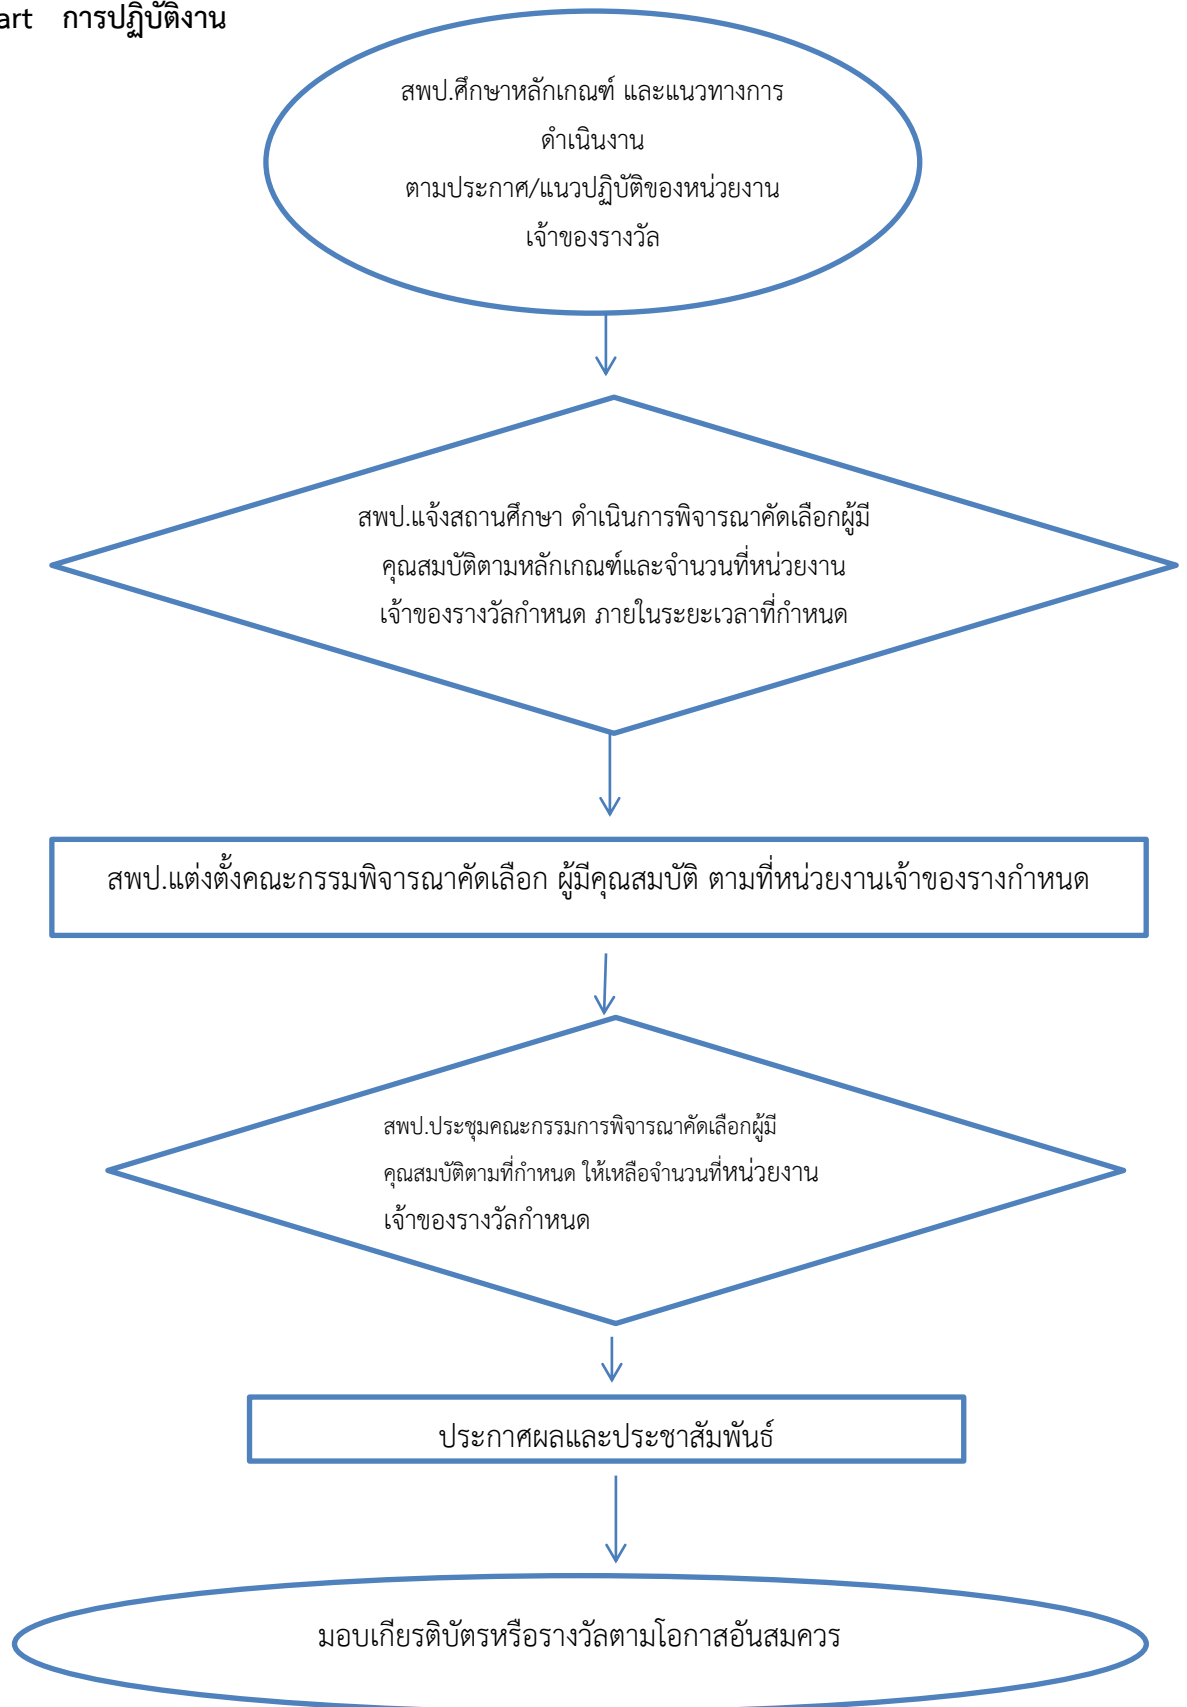 art การปฏิบัติงาน
สพป.ศึกษาหลักเกณฑ์ และแนวทางการ
ดำเนินงาน
ตามประกาศ/แนวปฏิบัติของหน่วยงาน
เจ้าของรางวัล
สพป.แจ้งสถานศึกษา ดำเนินการพิจารณาคัดเลือกผู้มี
คุณสมบัติตามหลักเกณฑ์และจำนวนที่หน่วยงาน
เจ้าของรางวัลกำหนด ภายในระยะเวลาที่กำหนด
สพป.แต่งตั้งคณะกรรมพิจารณาคัดเลือก ผู้มีคุณสมบัติ ตามที่หน่วยงานเจ้าของรางกำหนด
สพป.ประชุมคณะกรรมการพิจารณาคัดเลือกผู้มี
คุณสมบัติตามที่กำหนด ให้เหลือจำนวนที่หน่วยงาน
เจ้าของรางวัลกำหนด
ประกาศผลและประชาสัมพันธ์
มอบเกียรติบัตรหรือรางวัลตามโอกาสอันสมควร